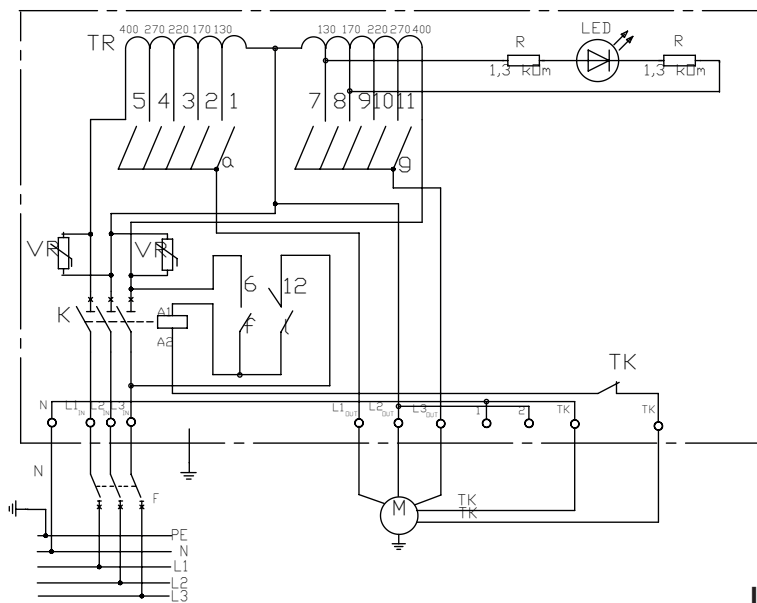 400 270 220 170 130
130 170 220 270 400
TR
R
LED
R
1,3 k□m
1,3 k□m
5 4 3 2 1
7 8 9 10 11
a
g
VR
VR
6
12
K
A1
f
l
A2
TK
N
L1IN
L2IN
L3IN
L1OUT
L2OUT
L3OUT
1
2
TK
TK
N
F
M
TK
TK
PE
N
L1
L2
L3